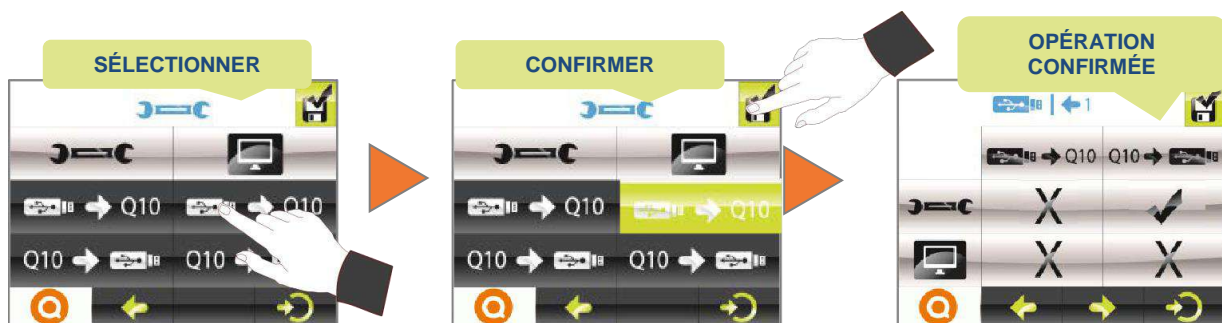 SÉLECTIONNER
Q10 Q10
Q10 Q10
CONFIRMER
Q10 Q10
Q10 Q10
OPÉRATION
CONFIRMÉE
1
Q10 Q10
X
X X